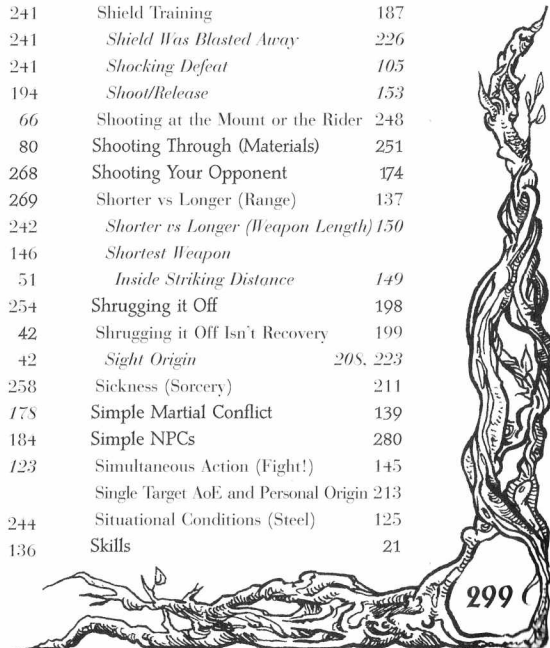 241
241
241
194
66
80
268
269
242
146
51
254
42
42
258
178
184
123
244
136
Shield Training 187
Shield Was Blasted Away 226
Shocking Defeat 105
Shoot/Release 153
Shooting at the Mount or the Rider 248
Shooting Through (Materials) 251
Shooting Your Opponent 174
Shorter vs Longer (Range) 137
Shorter vs Longer (Weapon Length) 150
Shortest Weapon
Inside Striking Distance 149
Shrugging it Off 198
Shrugging it Off Isn't Recovery 199
Sight Origin 208, 223
Sickness (Sorcery) 211
Simple Martial Conflict 139
Simple NPCs 280
Simultaneous Action (Fight!) 145
Single Target AoE and Personal Origin 213
Situational Conditions (Steel) 125
Skills 21
299